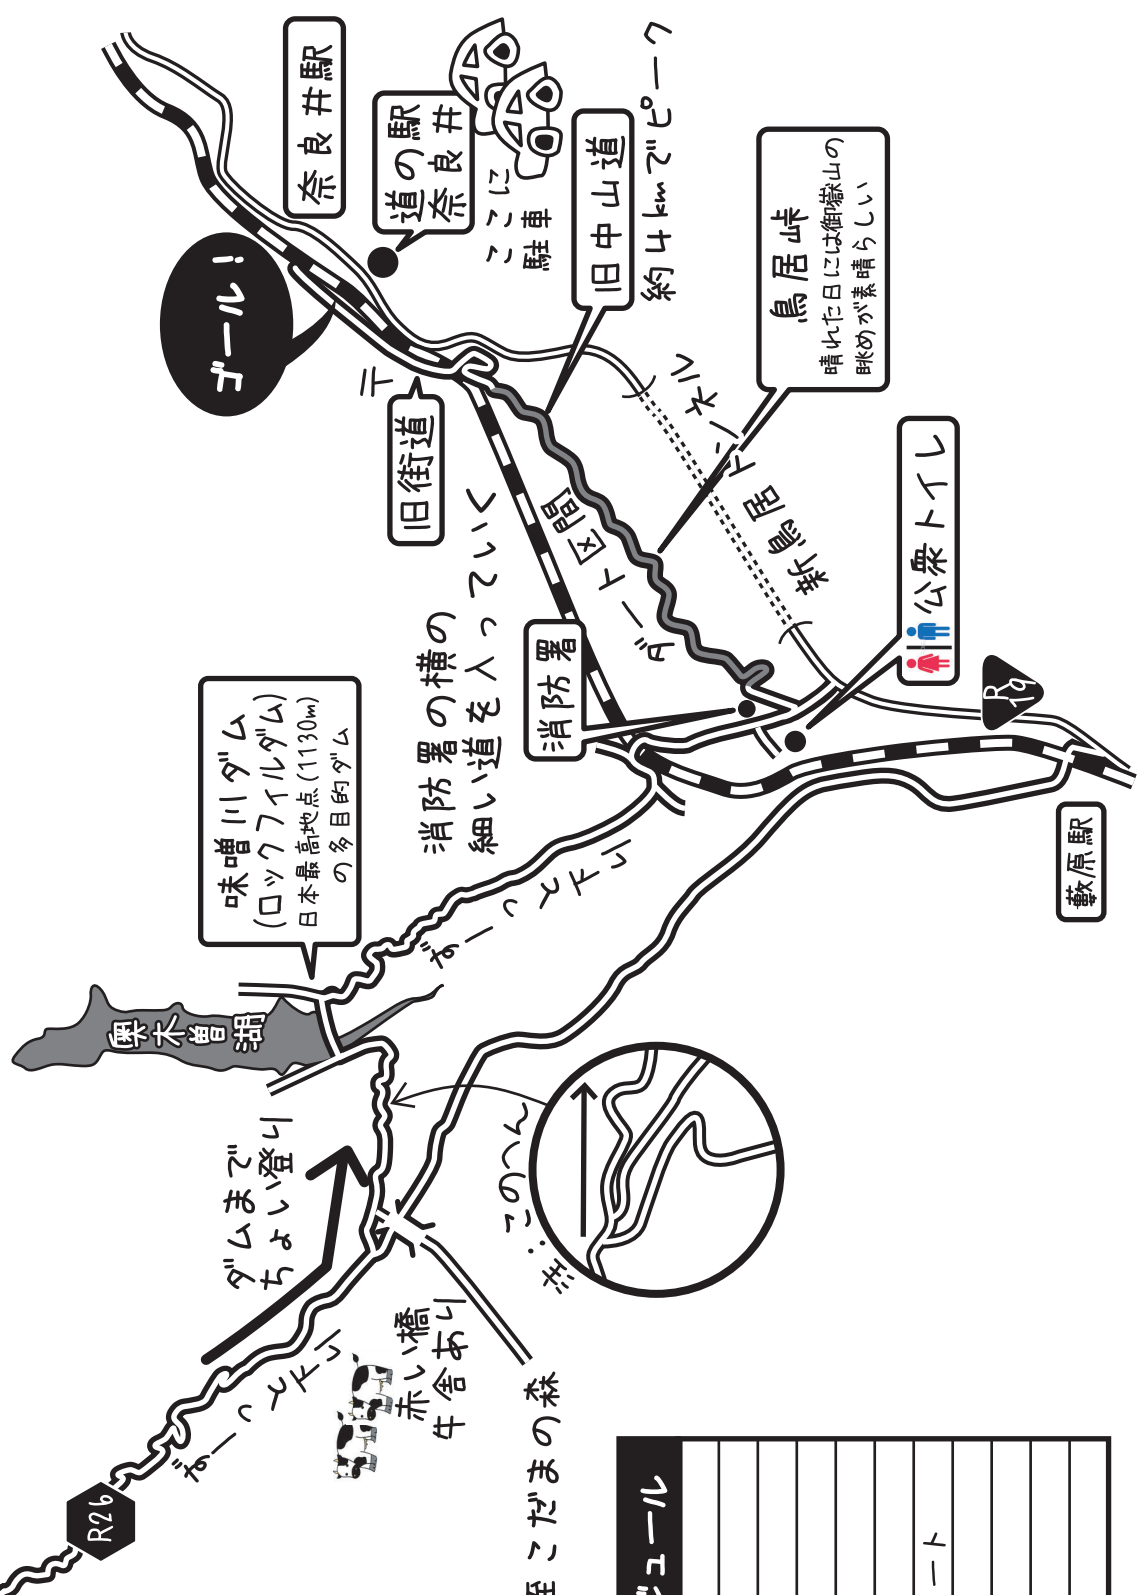 奈良井駅
道の駅
奈良井
ここに
駐車
旧中山道
約4kmでピーク
鳥居峠
晴れた日には御嶽山の
眺めが素晴らしい
ゴール!
〒
旧街道
新鳥居トンネル
ダート区間
公衆トイレ
消防署
消防署の横の
細い道を入っていく
R
19
藪原駅
味噌川ダム
(ロックフィルダム)
日本最高地点(1130m)
の多目的ダム
ずーっと下り
奥木曽湖
ダムまで
ちょい登り
注:このへん
赤い橋
牛舎あり
ずーっと下り
R26
至こだまの森
ジュール
ート